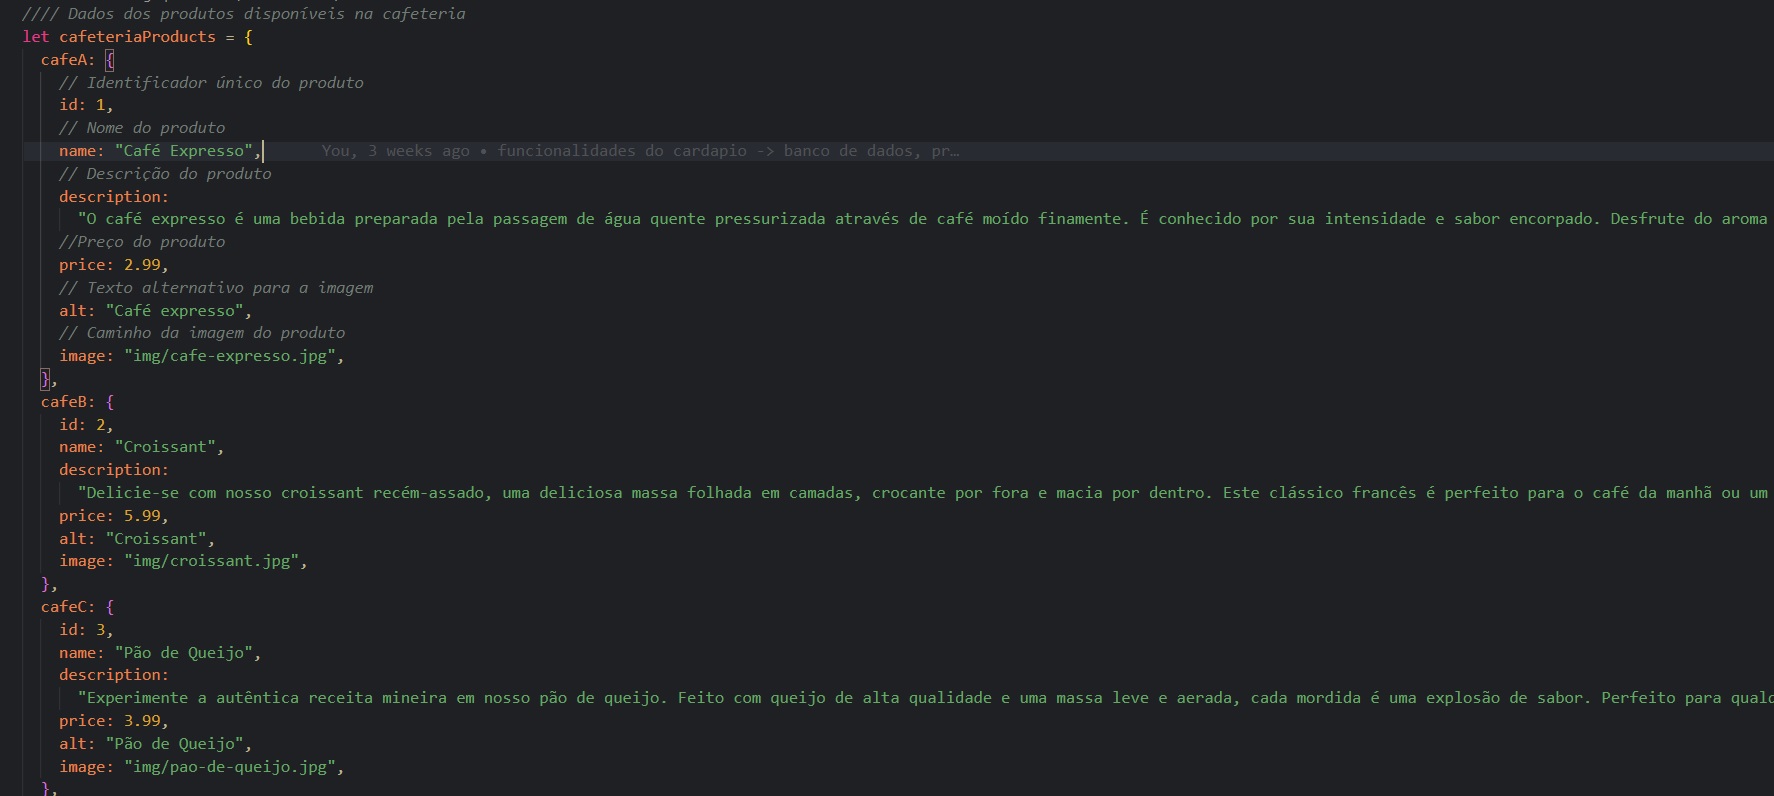 //// Dados dos produtos disponíveis na cafeteria
let cafeteriaProducts = {
cafeA: {
// Identificador único do produto
id: 1,
// Nome do produto
name: "Café Expresso", You, 3 weeks ago • funcionalidades do cardapio -> banco de dados, pr…
// Descrição do produto
description:
"O café expresso é uma bebida preparada pela passagem de água quente pressurizada através de café moído finamente. É conhecido por sua intensidade e sabor encorpado. Desfrute do aroma
//Preço do produto
price: 2.99,
// Texto alternativo para a imagem
alt: "Café expresso",
// Caminho da imagem do produto
image: "img/cafe-expresso.jpg",
},
cafeB: {
id: 2,
name: "Croissant",
description:
"Delicie-se com nosso croissant recém-assado, uma deliciosa massa folhada em camadas, crocante por fora e macia por dentro. Este clássico francês é perfeito para o café da manhã ou um
price: 5.99,
alt: "Croissant",
image: "img/croissant.jpg",
},
cafeC: {
id: 3,
name: "Pão de Queijo",
description:
"Experimente a autêntica receita mineira em nosso pão de queijo. Feito com queijo de alta qualidade e uma massa leve e aerada, cada mordida é uma explosão de sabor. Perfeito para
price: 3.99,
alt: "Pão de Queijo",
image: "img/pao-de-queijo.jpg",
},